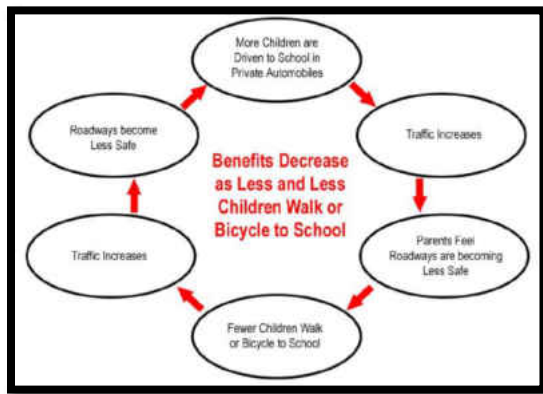 More Children are
Driven to School in
Private Automobiles
Traffic Increases
Parents Feel
Roadways are becoming
Less Safe
Fewer Children Walk
or Bicycle to School
Traffic Increases
Roadways become
Less Safe
Benefits Decrease
as Less and Less
Children Walk or
Bicycle to School